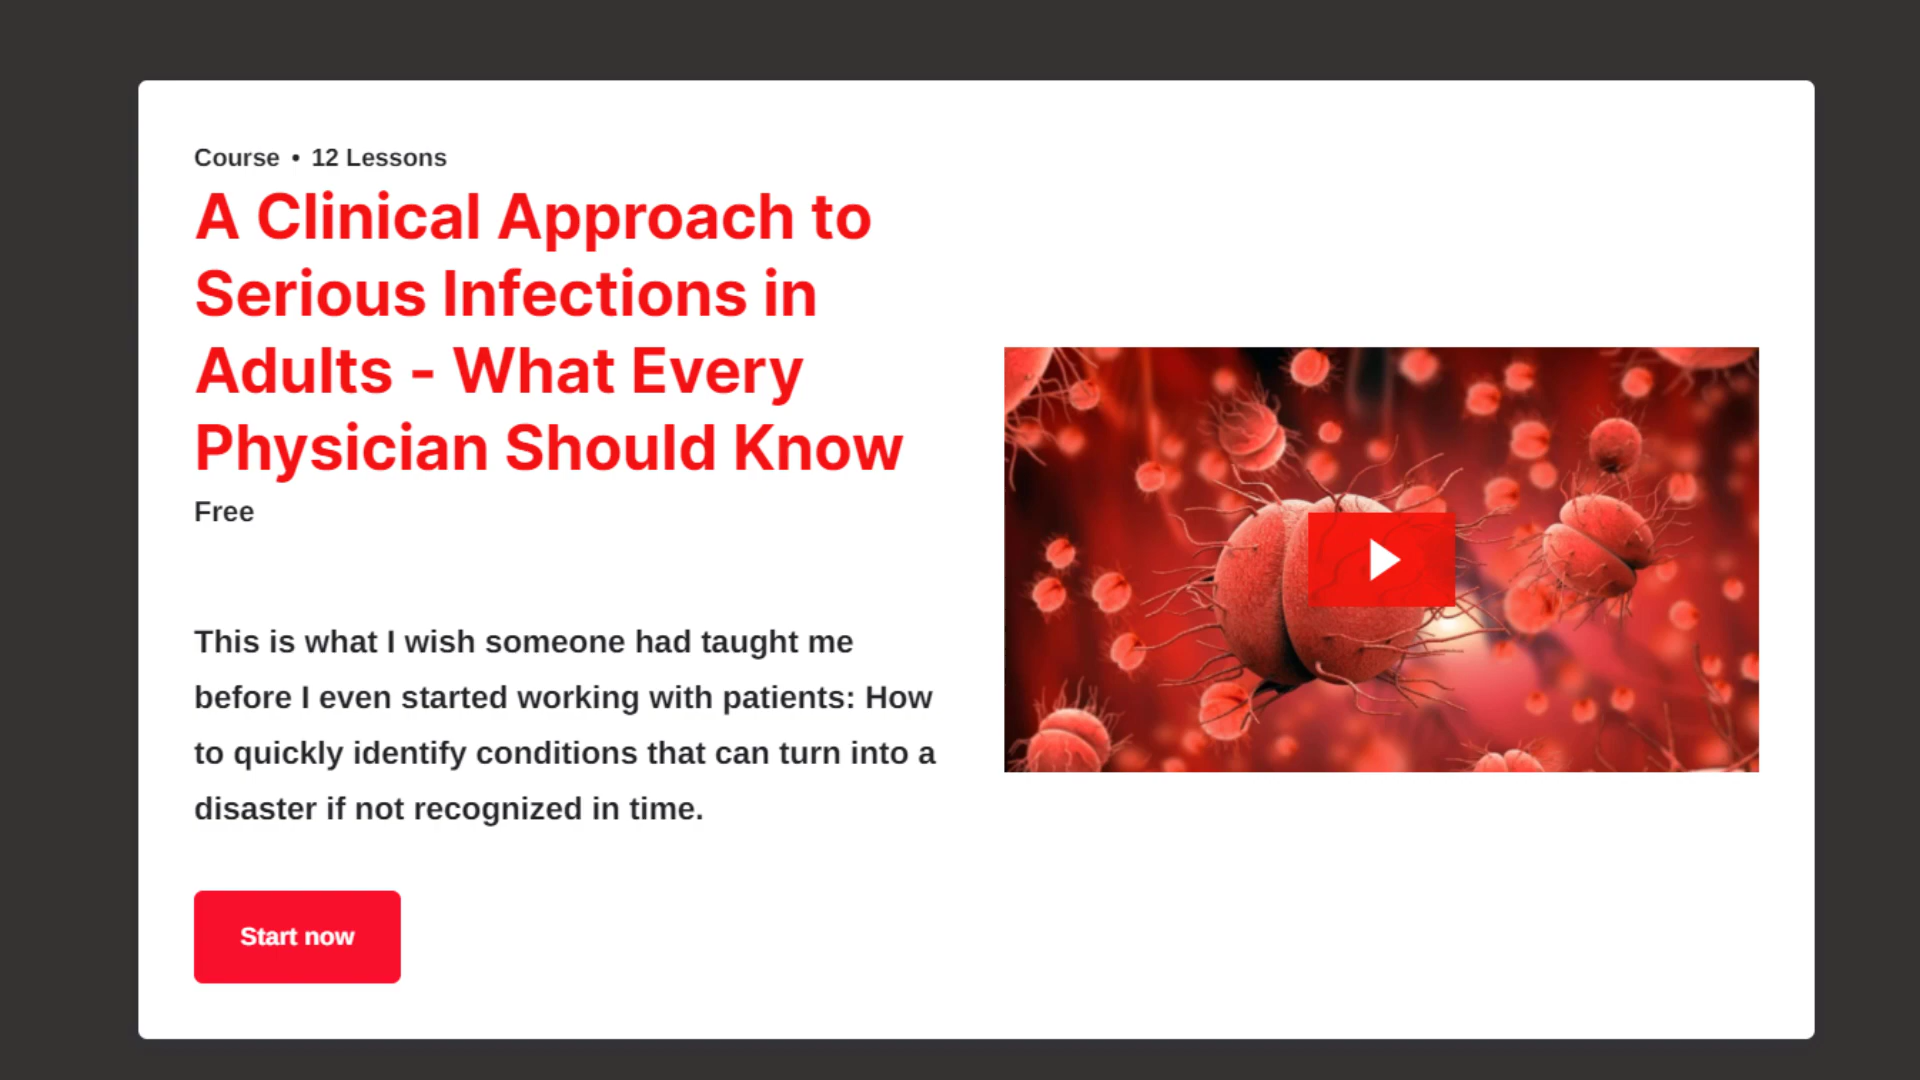 Course • 12 Lessons
A Clinical Approach to
Serious Infections in
Adults - What Every
Physician Should Know
Free
This is what I wish someone had taught me
before I even started working with patients: How
to quickly identify conditions that can turn into a
disaster if not recognized in time.
Start now